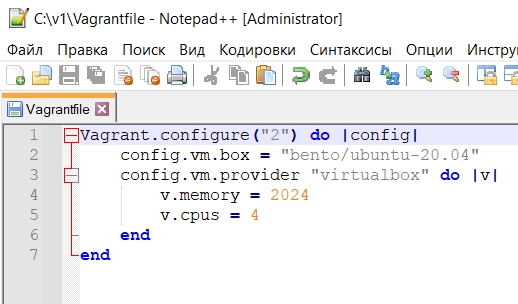 C:\v1\Vagrantfile - Notepad++ [Administrator]
Файл Правка Поиск Вид Кодировки Синтаксисы Опции Инстру
Vagrantfile
1 Vagrant.configure("2") do |config|
2 config.vm.box = "bento/ubuntu-20.04"
3 config.vm.provider "virtualbox" do |v|
4 v.memory = 2024
5 v.cpus = 4
6 end
7 end